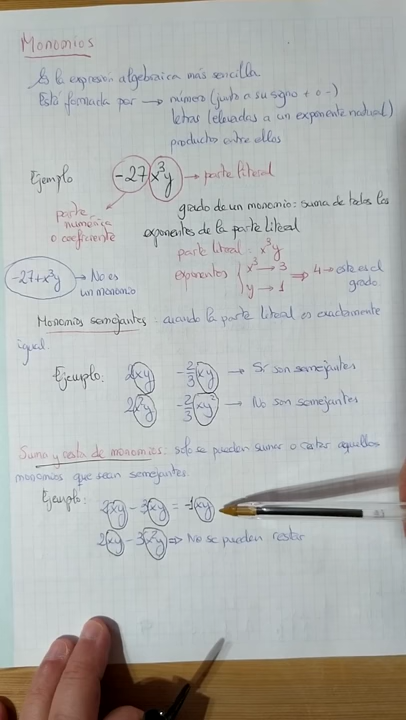 Monomios
Es la expresión algebraica más sencilla
Está formada por → número (junto a su signo + o -)
letras (elevadas a un exponente natural)
producto entre ellos
Ejemplo -27x³y → parte literal
parte numérica o coeficiente
grado de un monomio: suma de todos los
exponentes de la parte literal
parte literal: x³y
exponentes x³ → 3
y → 1
⇒ 4 → este es el grado
-27+x³y → No es un monomio
Monomios semejantes: cuando la parte literal es exactamente
igual.
Ejemplo: 2xy -2/3xy → Sí son semejantes
2x²y -2/3xy² → No son semejantes
Suma y resta de monomios: solo se pueden sumar o restar aquellos
monomios que sean semejantes.
Ejemplo: 2xy - 3xy = -1xy
2xy - 3x²y ⇒ No se pueden restar